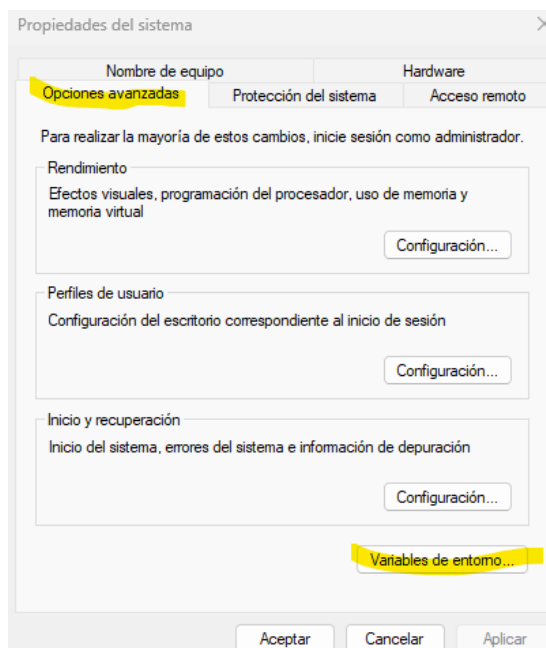 Propiedades del sistema
Nombre de equipo
Hardware
Opciones avanzadas
Protección del sistema
Acceso remoto
Para realizar la mayoría de estos cambios, inicie sesión como administrador.
Rendimiento
Efectos visuales, programación del procesador, uso de memoria y
memoria virtual
Configuración...
Perfiles de usuario
Configuración del escritorio correspondiente al inicio de sesión
Configuración...
Inicio y recuperación
Inicio del sistema, errores del sistema e información de depuración
Configuración...
Variables de entorno...
Aceptar
Cancelar
Aplicar